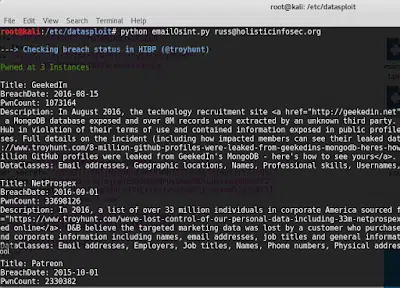 root@kali: /etc/datasploit
File Edit View Search Terminal Help
root@kali:/etc/datasploit# python emailOsint.py russ@holisticinfosec.org
---> Checking breach status in HIBP (@troyhunt)
Pwned at 3 Instances
Title: GeekedIn
BreachDate: 2016-08-15
PwnCount: 1073164
Description: In August 2016, the technology recruitment site <a href="http://geekedin.net"
a MongoDB database exposed and over 8M records were extracted by an unknown third party.
Hub in violation of their terms of use and contained information exposed in public profile
ses. Full details on the incident (including how impacted members can see their leaked dat
://www.troyhunt.com/8-million-github-profiles-were-leaked-from-geekedins-mongodb-heres-how
illion GitHub profiles were leaked from GeekedIn's MongoDB - here's how to see yours</a>.
DataClasses: Email addresses, Geographic locations, Names, Professional skills, Usernames,
Title: NetProspex
BreachDate: 2016-09-01
PwnCount: 33698126
Description: In 2016, a list of over 33 million individuals in corporate America sourced f
="https://www.troyhunt.com/weve-lost-control-of-our-personal-data-including-33m-netprospex
ed online</a>. D&B believe the targeted marketing data was lost by a customer who purchase
nd corporate information including names, email addresses, job titles and general informat
DataClasses: Email addresses, Employers, Job titles, Names, Phone numbers, Physical addres
Title: Patreon
BreachDate: 2015-10-01
PwnCount: 2330382